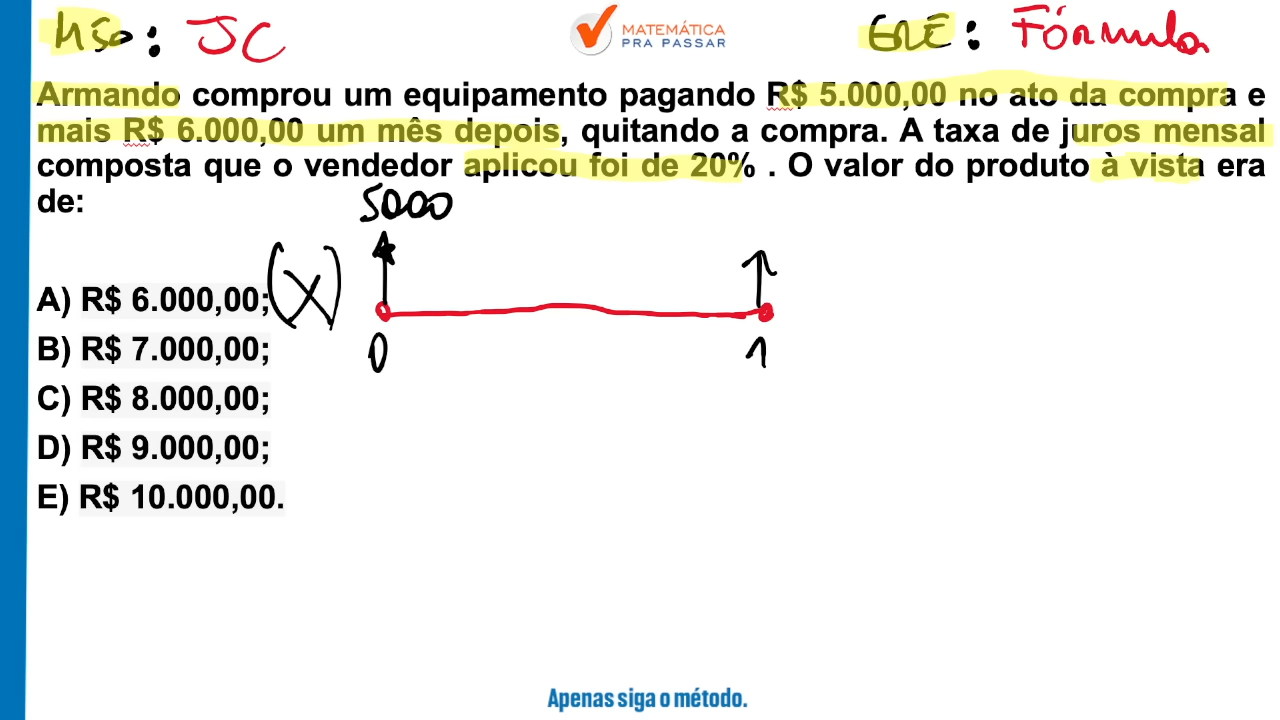 MSD: JC
MATEMÁTICA
PRA PASSAR
: Fórmula
Armando comprou um equipamento pagando R$ 5.000,00 no ato da compra e
mais R$ 6.000,00 um mês depois, quitando a compra. A taxa de juros mensal
composta que o vendedor aplicou foi de 20% . O valor do produto à vista era
de:
5000
(X)
A) R$ 6.000,00;
B) R$ 7.000,00;
0 1
C) R$ 8.000,00;
D) R$ 9.000,00;
E) R$ 10.000,00.
Apenas siga o método.